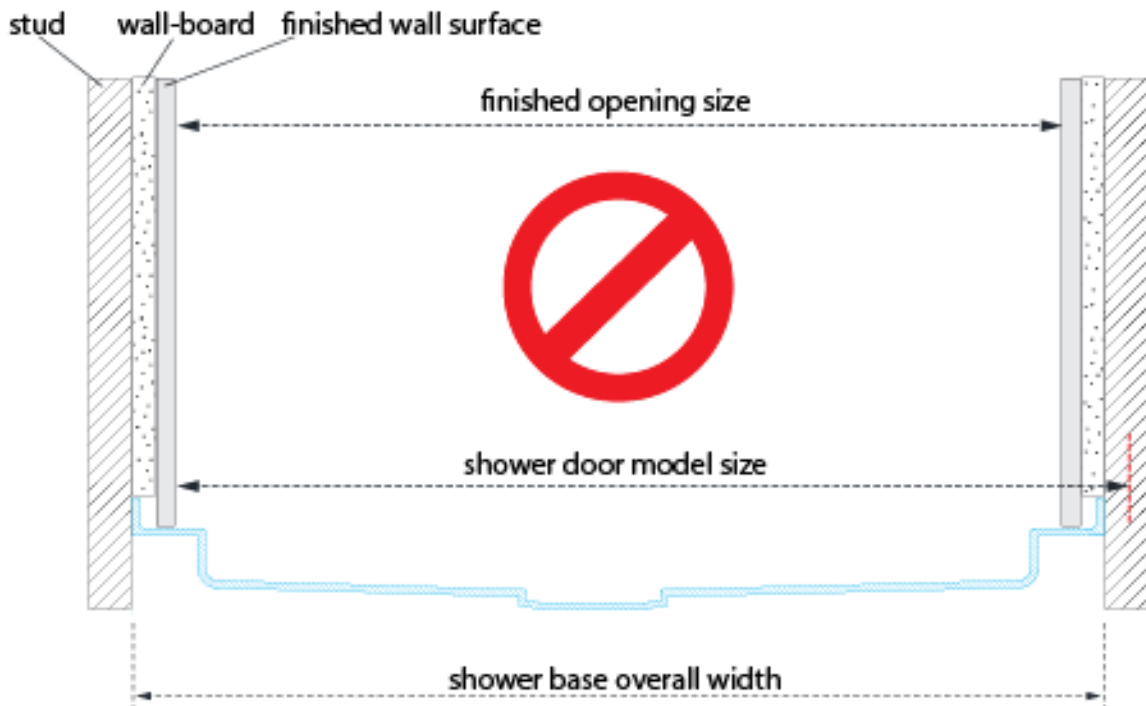 stud wall-board finished wall surface
finished opening size
shower door model size
shower base overall width